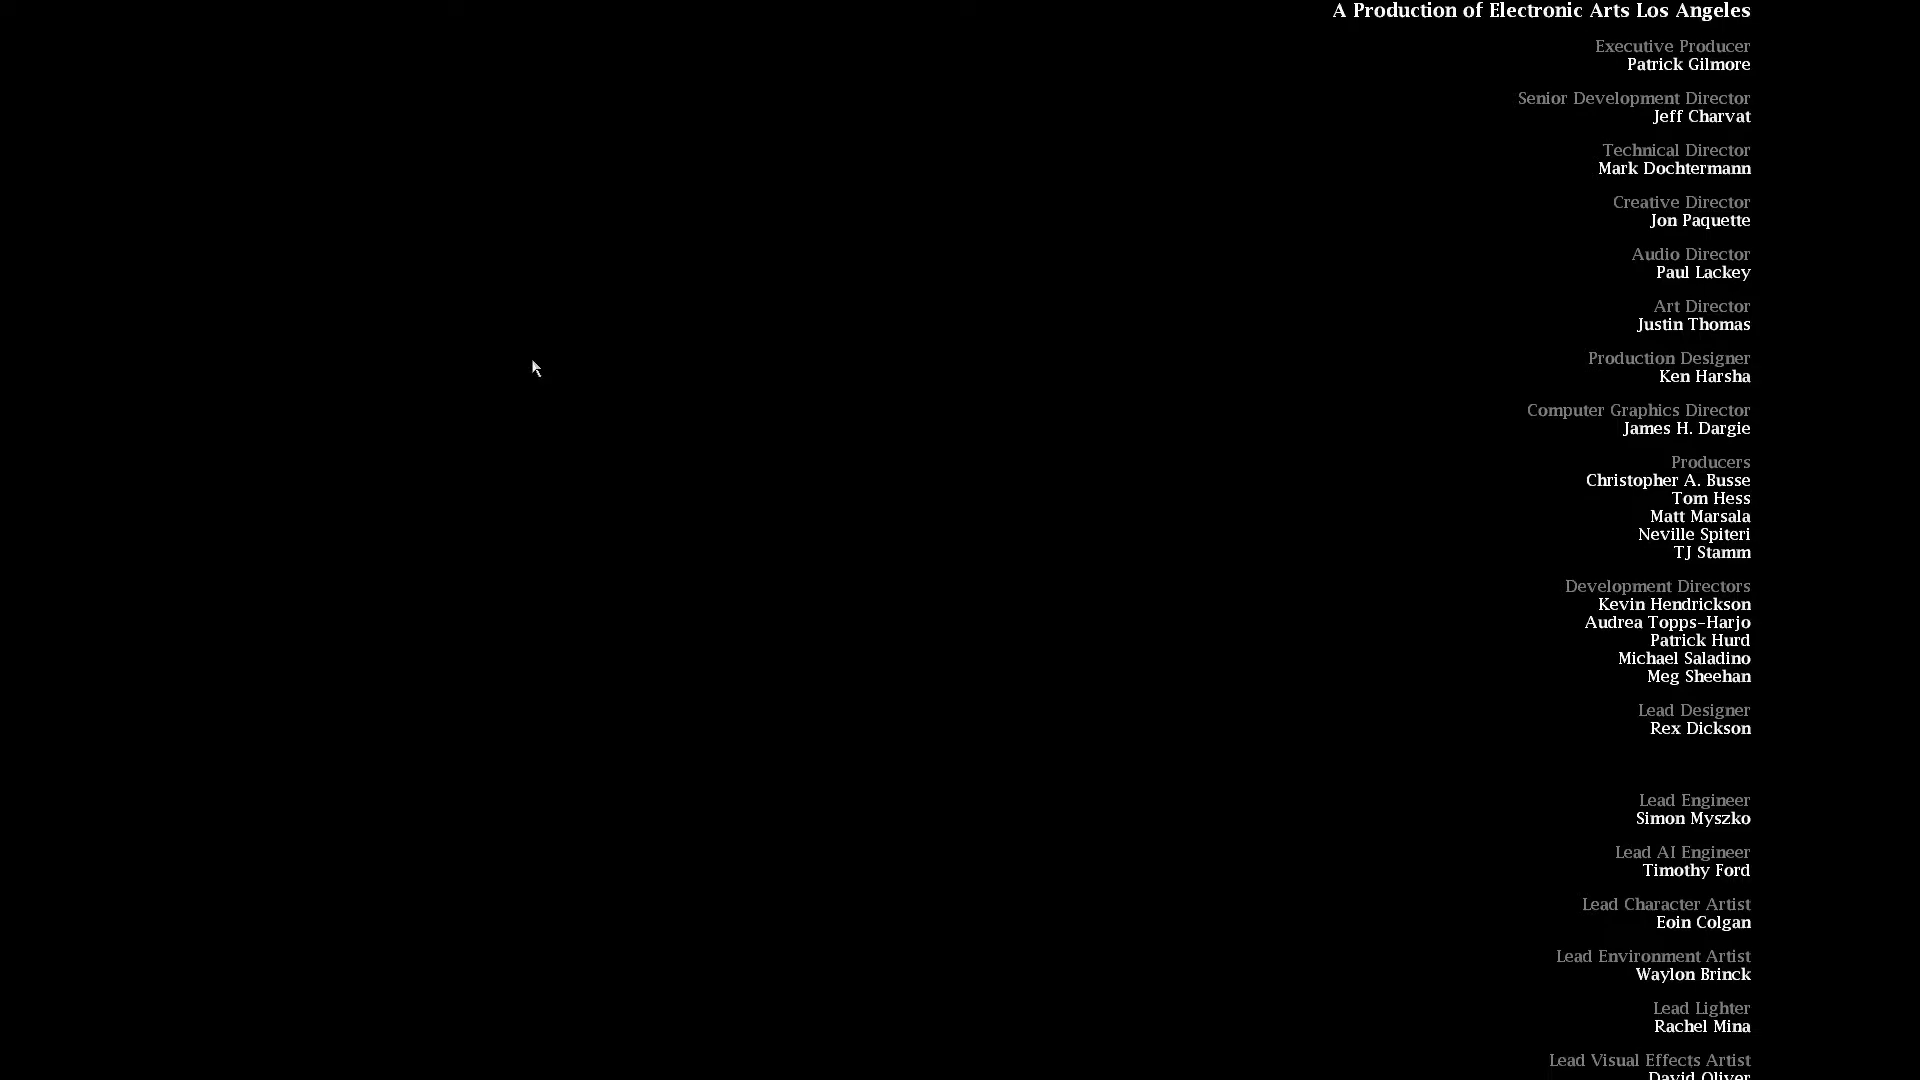 A Production of Electronic Arts Los Angeles
Executive Producer
Patrick Gilmore
Senior Development Director
Jeff Charvat
Technical Director
Mark Dochtermann
Creative Director
Jon Paquette
Audio Director
Paul Lackey
Art Director
Justin Thomas
Production Designer
Ken Harsha
Computer Graphics Director
James H. Dargie
Producers
Christopher A. Busse
Tom Hess
Matt Marsala
Neville Spiteri
TJ Stamm
Development Directors
Kevin Hendrickson
Audrea Topps-Harjo
Patrick Hurd
Michael Saladino
Meg Sheehan
Lead Designer
Rex Dickson
Lead Engineer
Simon Myszko
Lead AI Engineer
Timothy Ford
Lead Character Artist
Eoin Colgan
Lead Environment Artist
Waylon Brinck
Lead Lighter
Rachel Mina
Lead Visual Effects Artist
David Oliver